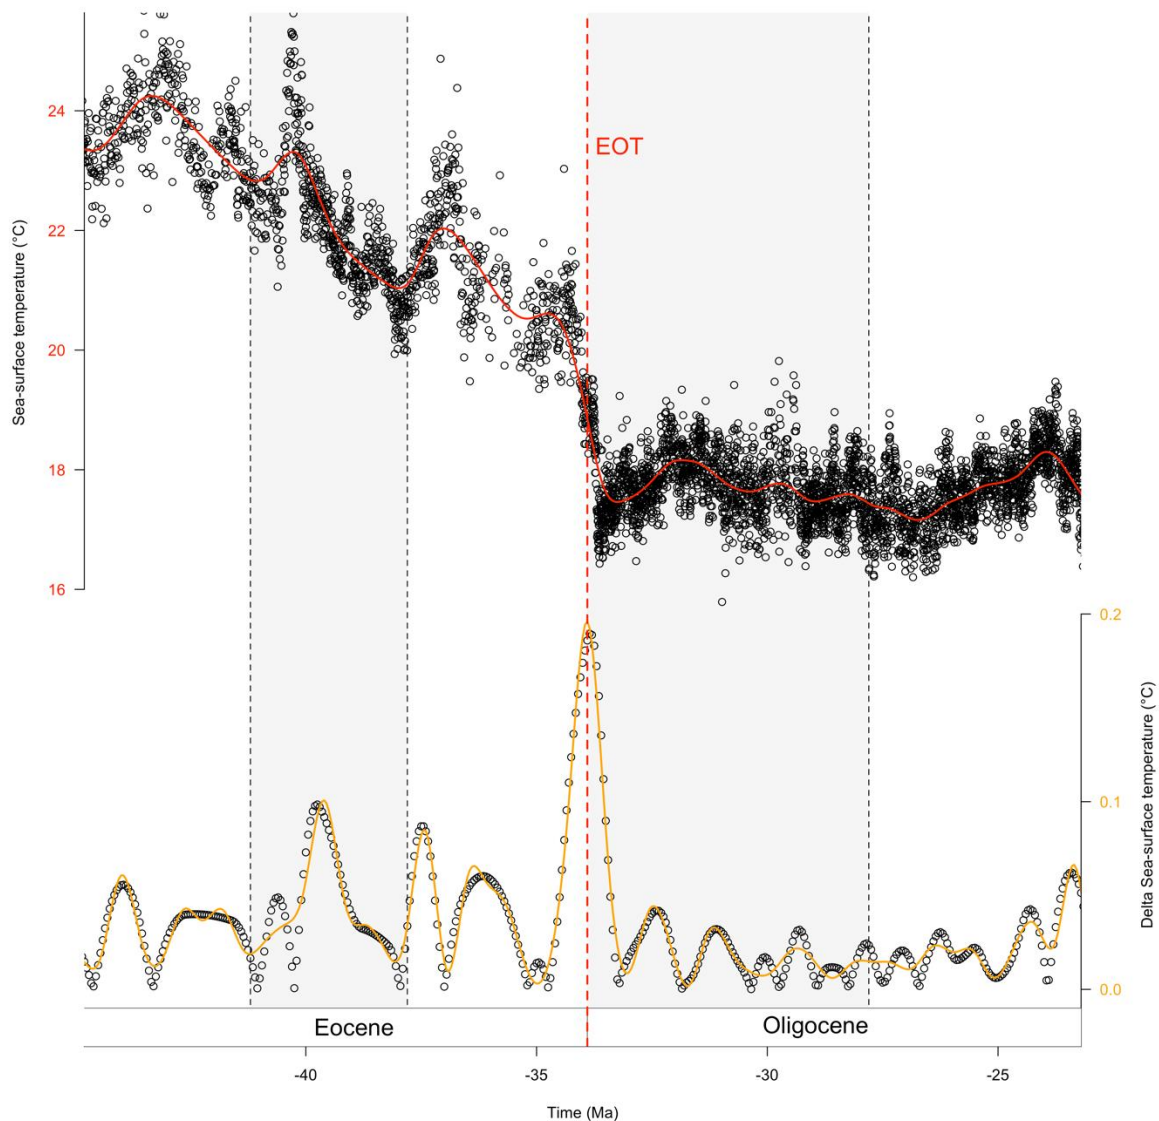 24
22
20
18
16
Sea-surface temperature (°C)
EOT
0.2
0.1
0.0
Delta Sea-surface temperature (°C)
Eocene
Oligocene
-40
-35
-30
-25
Time (Ma)